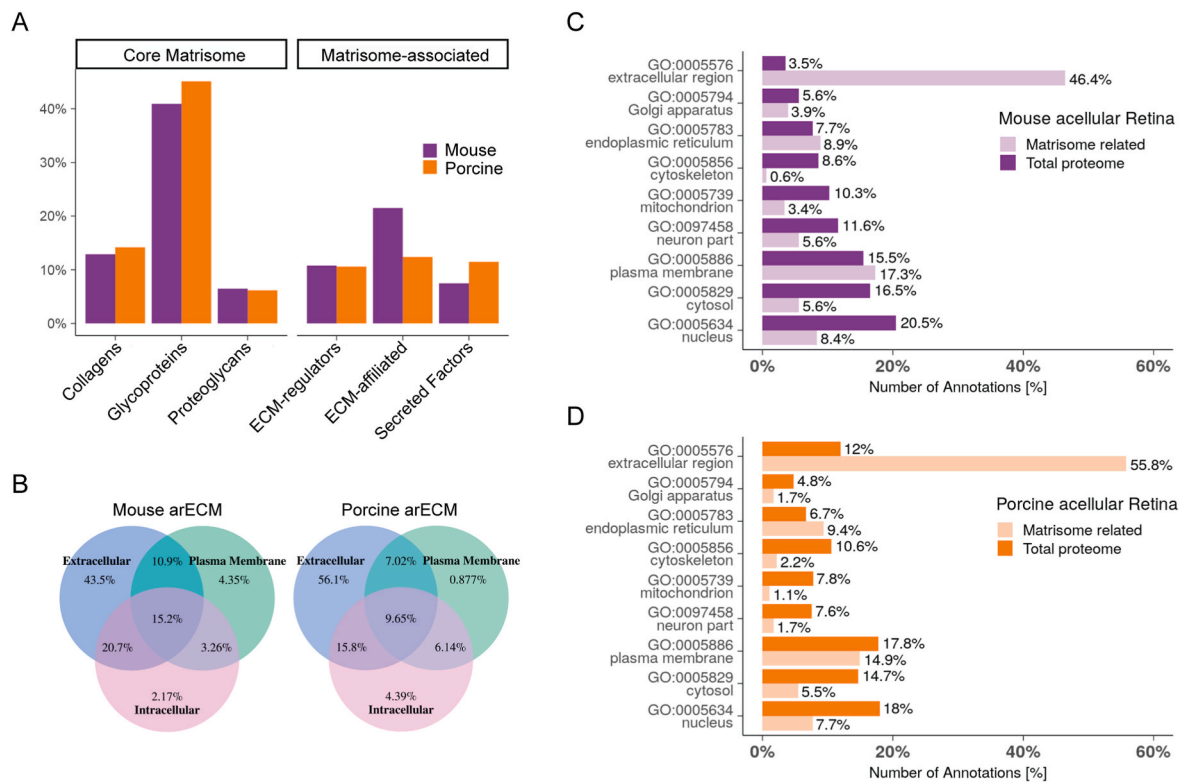 A
Core Matrisome
Matrisome-associated
40%
30%
20%
10%
0%
Mouse
Porcine
Collagens
Glycoproteins
Proteoglycans
ECM-regulators
ECM-affiliated
Secreted Factors
B
Mouse arECM
Extracellular
10.9%
Plasma Membrane
43.5%
4.35%
15.2%
20.7%
3.26%
2.17%
Intracellular
Porcine arECM
Extracellular
7.02%
Plasma Membrane
56.1%
0.877%
9.65%
15.8%
6.14%
4.39%
Intracellular
C
GO:0005576
extracellular region
3.5%
46.4%
GO:0005794
Golgi apparatus
5.6%
3.9%
GO:0005783
endoplasmic reticulum
7.7%
8.9%
GO:0005856
cytoskeleton
8.6%
0.6%
GO:0005739
mitochondrion
10.3%
3.4%
GO:0097458
neuron part
11.6%
5.6%
GO:0005886
plasma membrane
15.5%
17.3%
GO:0005829
cytosol
16.5%
5.6%
GO:0005634
nucleus
20.5%
8.4%
Mouse acellular Retina
Matrisome related
Total proteome
0%
20%
40%
60%
Number of Annotations [%]
D
GO:0005576
extracellular region
12%
55.8%
GO:0005794
Golgi apparatus
4.8%
1.7%
GO:0005783
endoplasmic reticulum
6.7%
9.4%
GO:0005856
cytoskeleton
10.6%
2.2%
GO:0005739
mitochondrion
7.8%
1.1%
GO:0097458
neuron part
7.6%
1.7%
GO:0005886
plasma membrane
17.8%
14.9%
GO:0005829
cytosol
14.7%
5.5%
GO:0005634
nucleus
18%
7.7%
Porcine acellular Retina
Matrisome related
Total proteome
0%
20%
40%
60%
Number of Annotations [%]